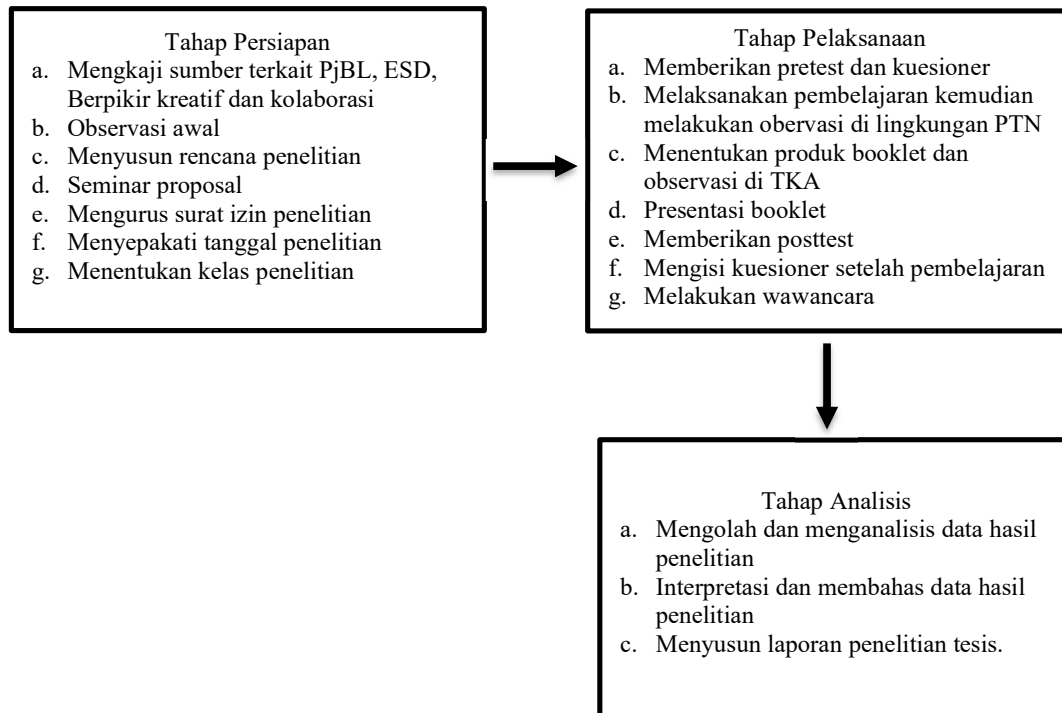 Tahap Persiapan
a. Mengkaji sumber terkait PjBL, ESD,
Berpikir kreatif dan kolaborasi
b. Observasi awal
c. Menyusun rencana penelitian
d. Seminar proposal
e. Mengurus surat izin penelitian
f. Menyepakati tanggal penelitian
g. Menentukan kelas penelitian
Tahap Pelaksanaan
a. Memberikan pretest dan kuesioner
b. Melaksanakan pembelajaran kemudian
melakukan obervasi di lingkungan PTN
c. Menentukan produk booklet dan
observasi di TKA
d. Presentasi booklet
e. Memberikan posttest
f. Mengisi kuesioner setelah pembelajaran
g. Melakukan wawancara
Tahap Analisis
a. Mengolah dan menganalisis data hasil
penelitian
b. Interpretasi dan membahas data hasil
penelitian
c. Menyusun laporan penelitian tesis.